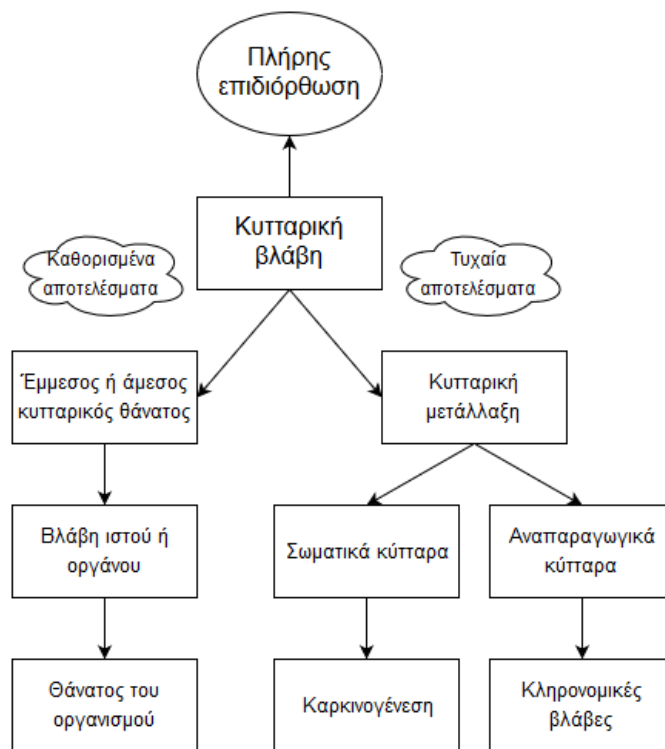 Πλήρης
επιδιόρθωση
Κυτταρική
βλάβη
Καθορισμένα
αποτελέσματα
Τυχαία
αποτελέσματα
Έμμεσος ή άμεσος
κυτταρικός θάνατος
Κυτταρική
μετάλλαξη
Βλάβη ιστού ή
οργάνου
Σωματικά κύτταρα
Αναπαραγωγικά
κύτταρα
Θάνατος του
οργανισμού
Καρκινογένεση
Κληρονομικές
βλάβες